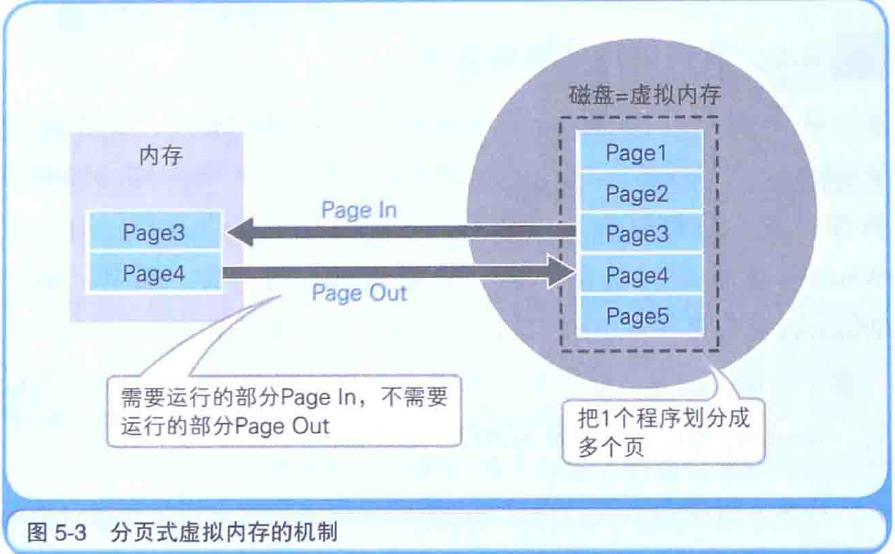 磁盘=虚拟内存
内存
Page1
Page2
Page3
Page4
Page5
Page In
Page3
Page4
Page Out
需要运行的部分Page In，不需要
运行的部分Page Out
把1个程序划分成
多个页
图 5-3 分页式虚拟内存的机制